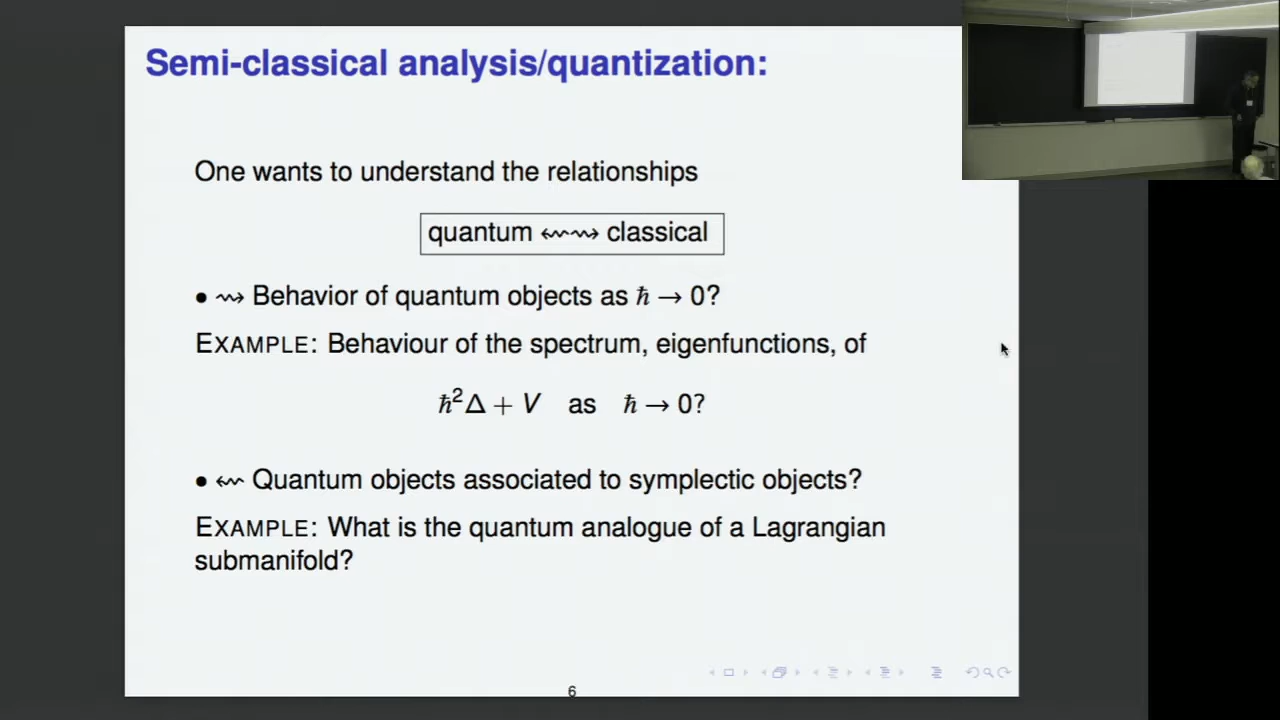 Semi-classical analysis/quantization:
One wants to understand the relationships
quantum ↭ classical
• ⇝ Behavior of quantum objects as ℏ → 0?
EXAMPLE: Behaviour of the spectrum, eigenfunctions, of
ℏ²Δ + V as ℏ → 0?
• ⇜ Quantum objects associated to symplectic objects?
EXAMPLE: What is the quantum analogue of a Lagrangian
submanifold?
6